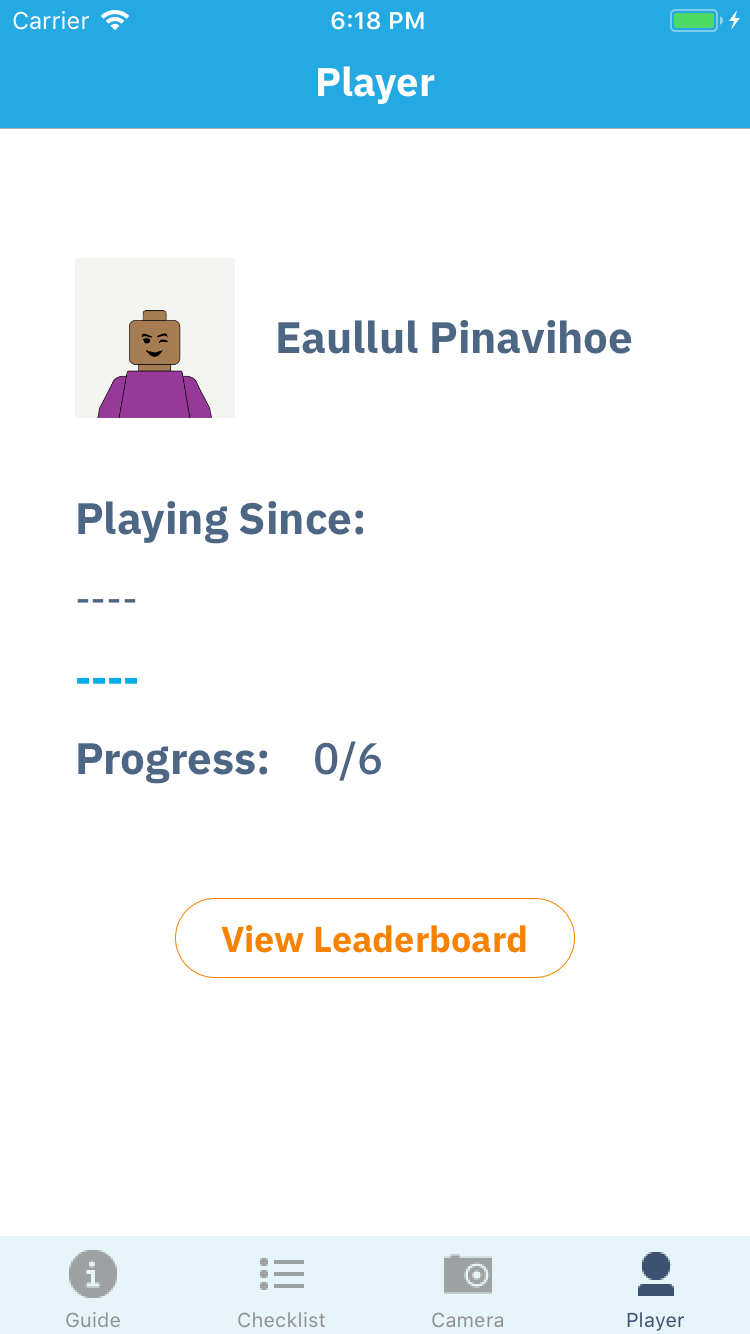 Carrier 6:18 PM
Player
Eaullul Pinavihoe
Playing Since:
----
----
Progress: 0/6
View Leaderboard
Guide Checklist Camera Player